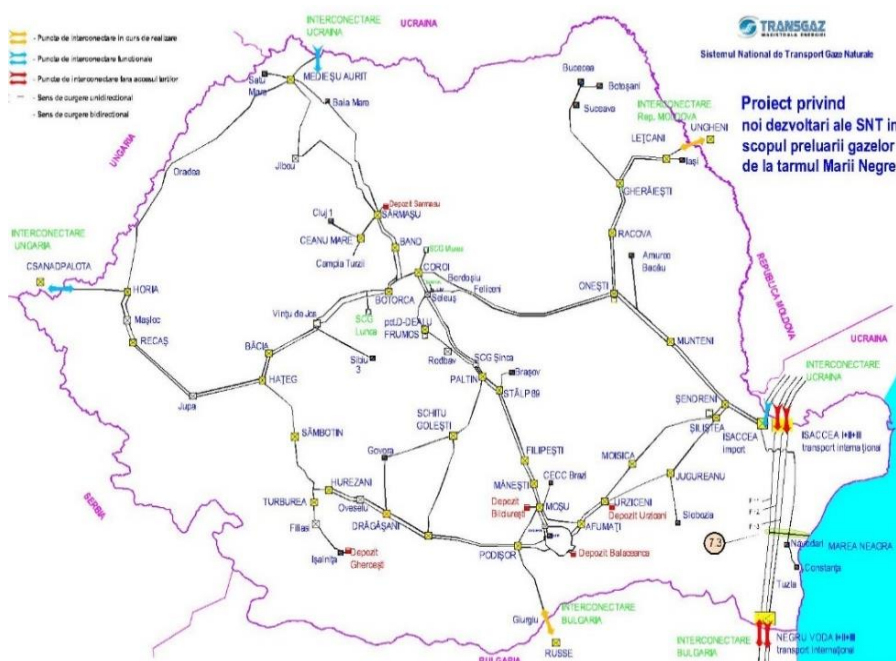 - Puncte de interconectare in curs de realizare
- Puncte de interconectare functionale
- Puncte de interconectare fara accesul tertilor
- Sens de curgere unidirectional
- Sens de curgere bidirectional
INTERCONECTARE
UCRAINA
UCRAINA
TRANSGAZ
Sistemul National de Transport Gaze Naturale
Proiect privind
noi dezvoltari ale SNT in
scopul preluarii gazelor
de la tarmul Marii Negre
Satu
Mare
MEDIEȘU AURIT
Baia Mare
Bucecea
Botoșani
Suceava
INTERCONECTARE
Rep. MOLDOVA
UNGHENI
LEȚCANI
Iași
UNGARIA
Oradea
Jibou
GHERĂIEȘTI
Depozit Sarmasu
SĂRMAȘU
Cluj 1
CEANU MARE
Câmpia Turzii
BAND
RACOVA
INTERCONECTARE
UNGARIA
CSANADPALOTA
SCG Mures
COROI
Bordoșiu
Feliceni
Amurco
Bacău
REPUBLICA MOLDOVA
HORIA
BOTORCA
Seleuș
ONEȘTI
Mașloc
RECAȘ
Vințu de Jos
SCG
Lunca
pct.D-DEALU
FRUMOS
MUNTENI
UCRAINA
BĂCIA
Sibiu
3
Rodbav
SCG Șinca
Brașov
HAȚEG
PALTIN
STÂLP 89
INTERCONECTARE
UCRAINA
Jupa
ȘENDRENI
SILIȘTEA
ISACCEA
import
ISACCEA I+II+III
transport international
SCHITU
GOLEȘTI
SÂMBOTIN
Govora
FILIPEȘTI
MOISICA
JUGUREANU
SERBIA
HUREZANI
MĂNEȘTI
CECC Brazi
TURBUREA
Oveselu
Depozit
Bilciurești
MOȘU
URZICENI
Depozit Urziceni
Slobozia
Filiași
DRĂGĂȘANI
AFUMAȚI
7.3
Ișalnița
Depozit
Ghercești
PODIȘOR
Depozit Balaceanca
Năvodari
MAREA NEAGRA
Constanța
Tuzla
Giurgiu
INTERCONECTARE
BULGARIA
RUSSE
BULGARIA
INTERCONECTARE
BULGARIA
NEGRU VODA I+II+III
transport international